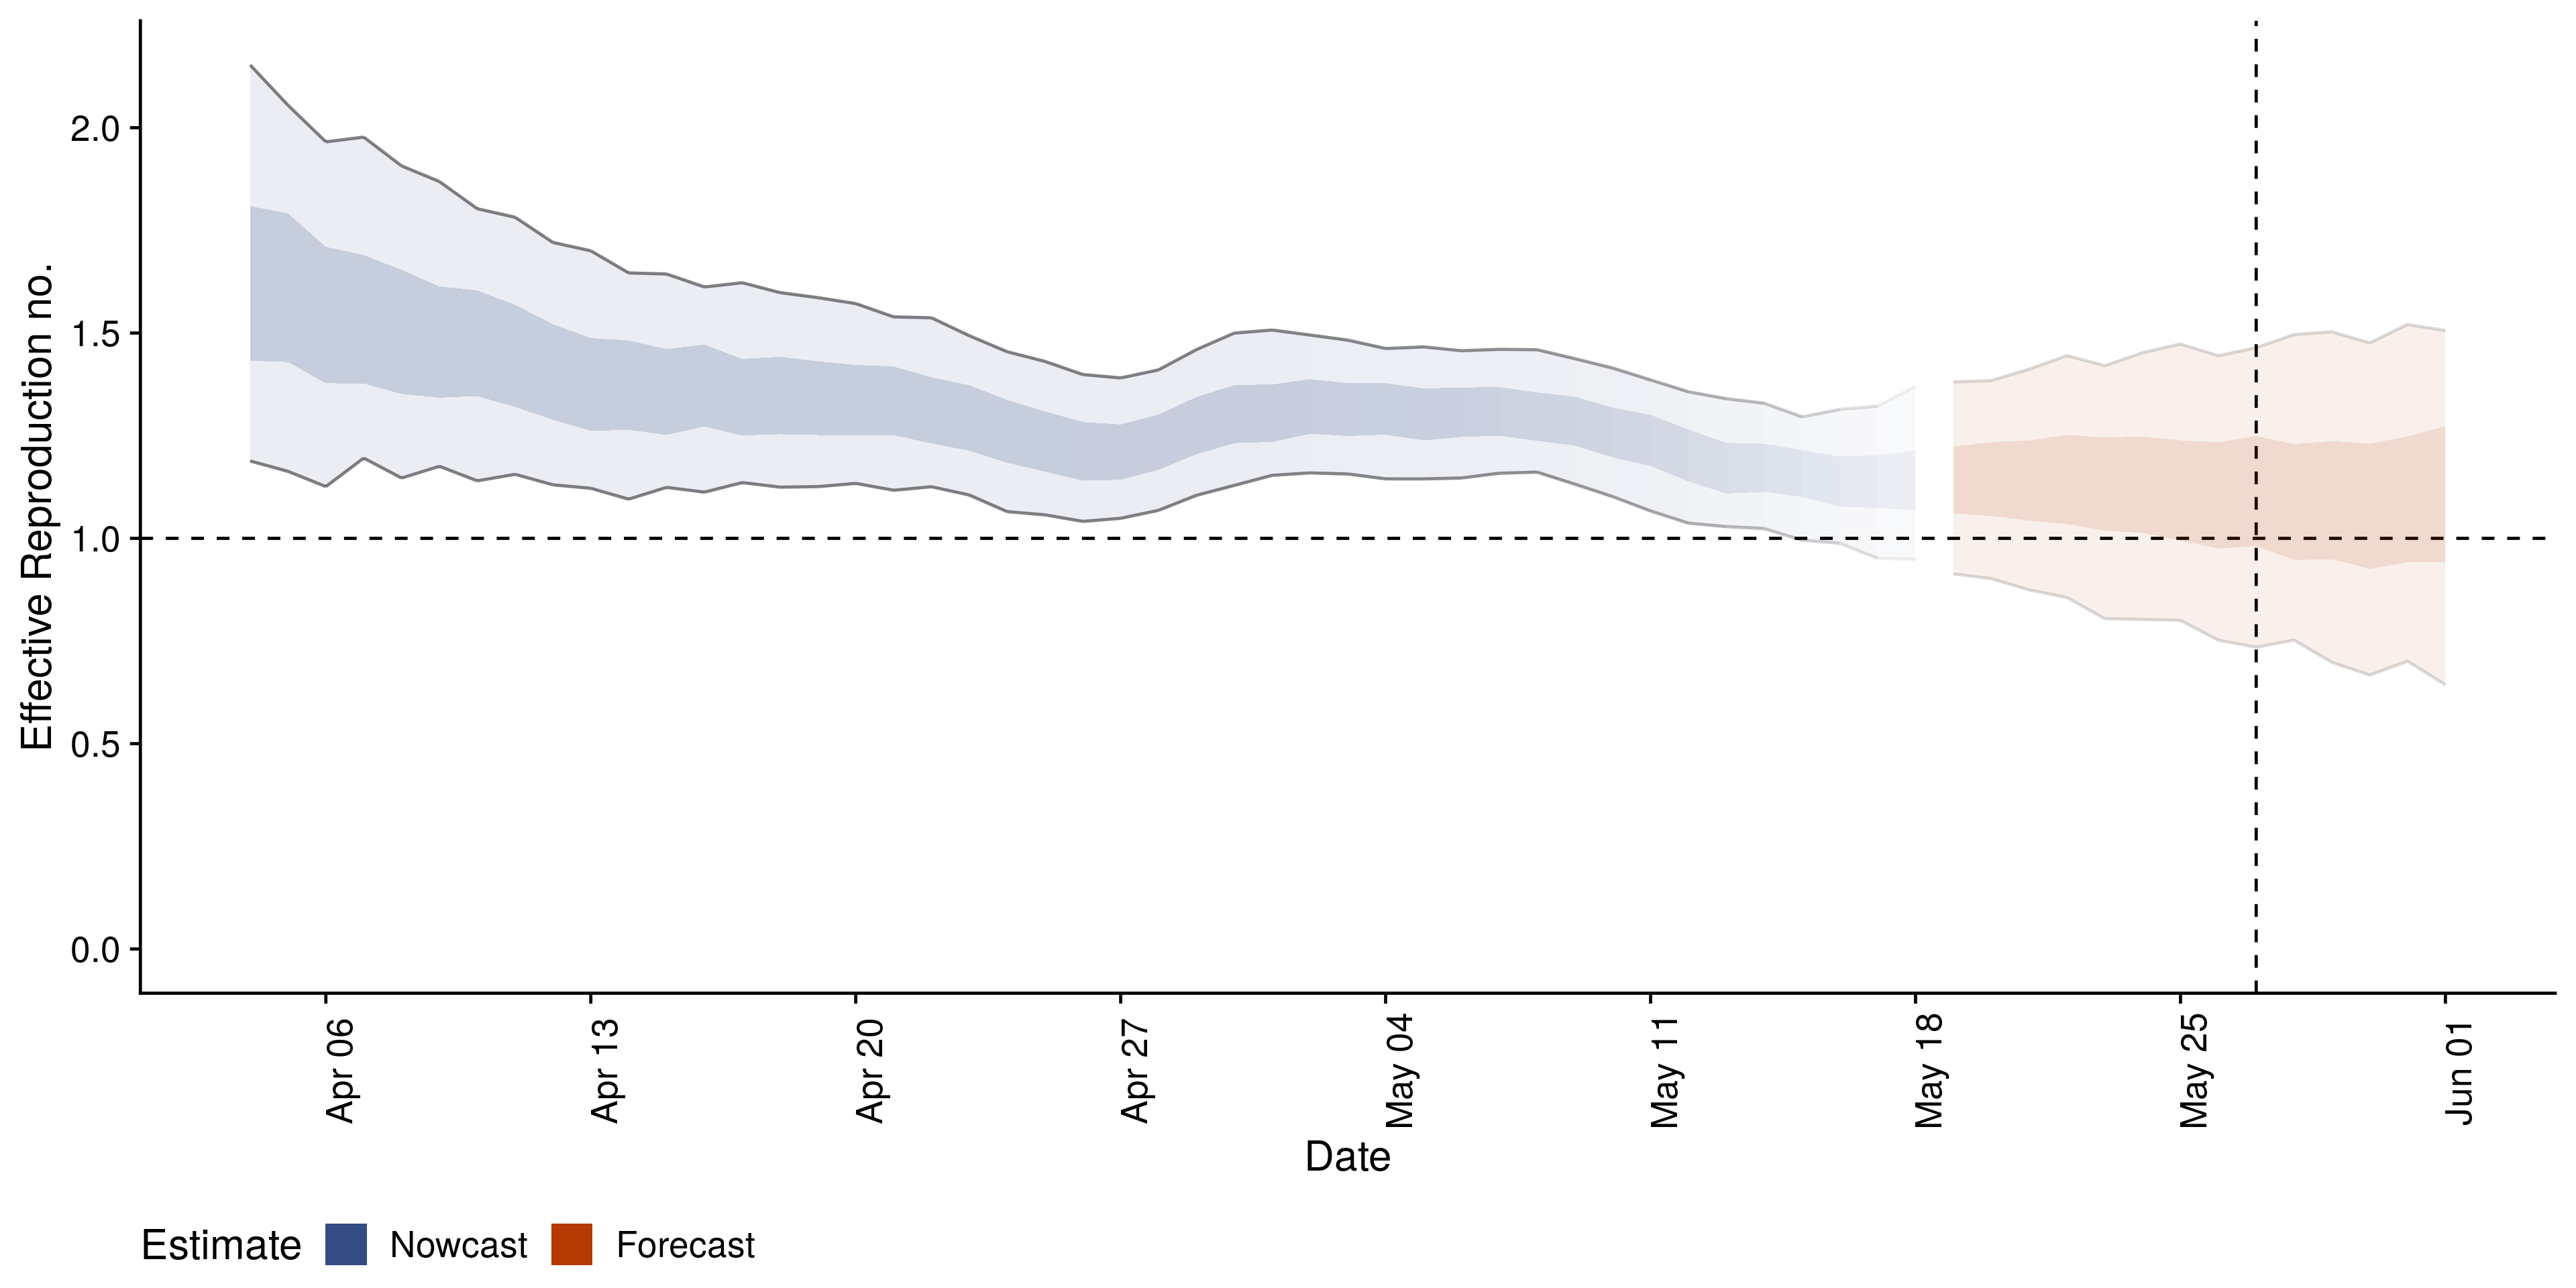 Effective Reproduction no.
2.0
1.5
1.0
0.5
0.0
Apr 06
Apr 13
Apr 20
Apr 27
May 04
May 11
May 18
May 25
Jun 01
Date
Estimate Nowcast Forecast